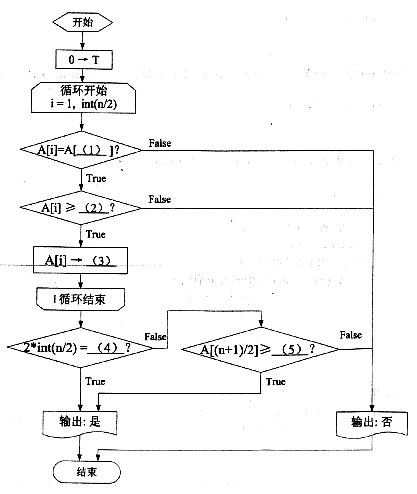 开始
0 → T
循环开始
i = 1, int(n/2)
A[i]=A[ (1) ]?
False
True
A[i] ≥ (2) ?
False
True
A[i] → (3)
I 循环结束
2*int(n/2) = (4) ?
False
A[(n+1)/2]≥ (5) ?
False
True
True
输出: 是
输出: 否
结束